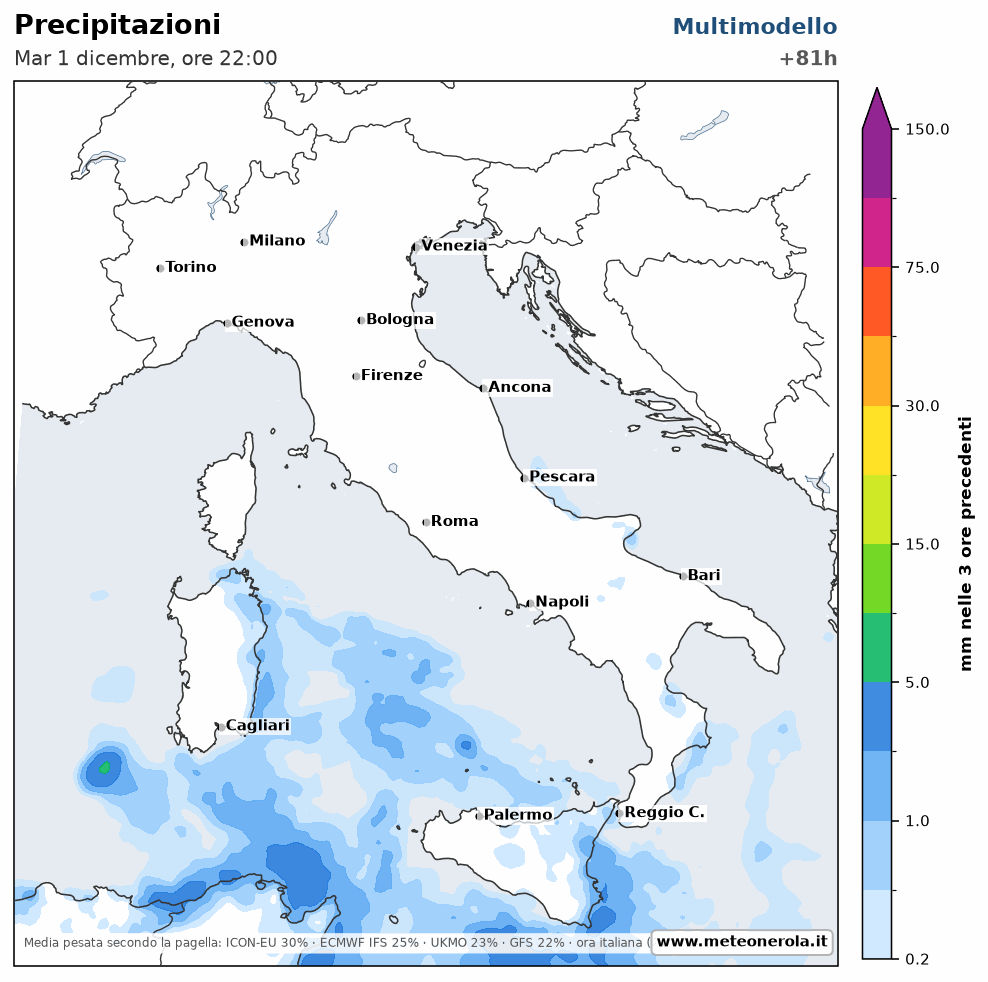 Precipitazioni
Multimodello
Mar 1 dicembre, ore 22:00
+81h
150.0
75.0
30.0
15.0
5.0
1.0
0.2
mm nelle 3 ore precedenti
Milano
Venezia
Torino
Genova
Bologna
Firenze
Ancona
Pescara
Roma
Bari
Napoli
Cagliari
Palermo
Reggio C.
Media pesata secondo la pagella: ICON-EU 30% · ECMWF IFS 25% · UKMO 23% · GFS 22% · ora italiana (
www.meteonerola.it